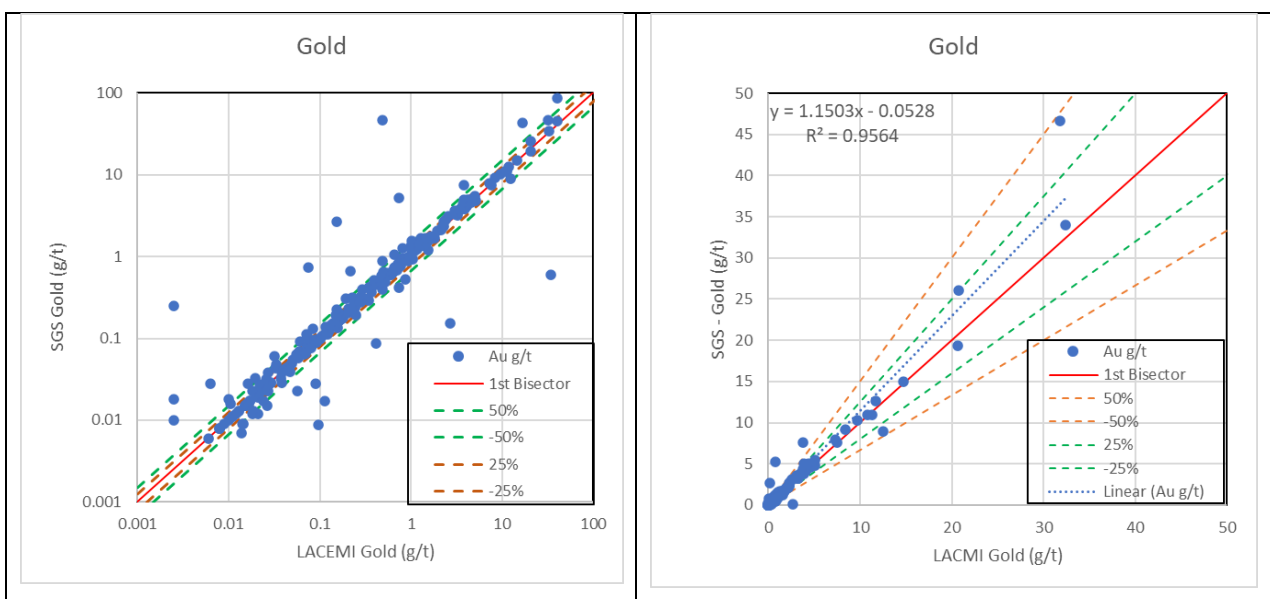 Gold
100
10
1
0.1
0.01
0.001
SGS Gold (g/t)
Au g/t
1st Bisector
50%
-50%
25%
-25%
0.001 0.01 0.1 1 10 100
LACEMI Gold (g/t)
Gold
y = 1.1503x - 0.0528
R² = 0.9564
50
45
40
35
30
25
20
15
10
5
0
SGS - Gold (g/t)
Au g/t
1st Bisector
50%
-50%
25%
-25%
Linear (Au g/t)
0 10 20 30 40 50
LACMI Gold (g/t)